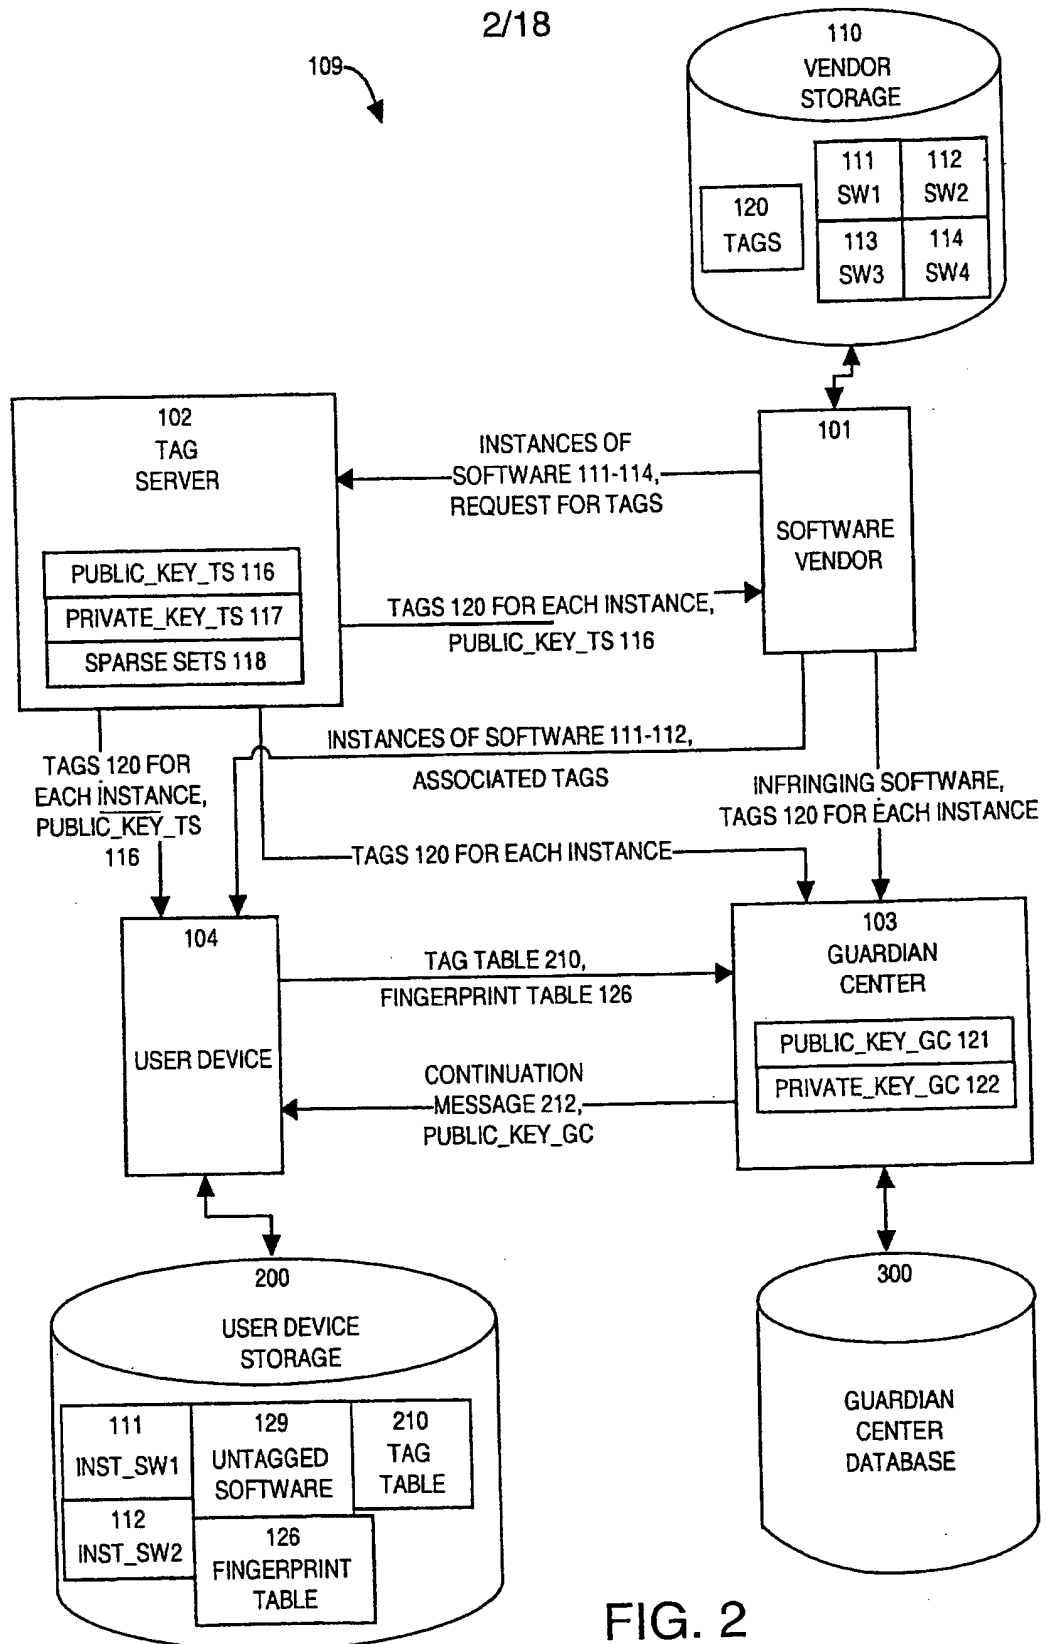 2/18
109
110
VENDOR
STORAGE
111
SW1
112
SW2
120
TAGS
113
SW3
114
SW4
102
TAG
SERVER
PUBLIC_KEY_TS 116
PRIVATE_KEY_TS 117
SPARSE SETS 118
INSTANCES OF
SOFTWARE 111-114,
REQUEST FOR TAGS
101
SOFTWARE
VENDOR
TAGS 120 FOR EACH INSTANCE,
PUBLIC_KEY_TS 116
INSTANCES OF SOFTWARE 111-112,
ASSOCIATED TAGS
TAGS 120 FOR
EACH INSTANCE,
PUBLIC_KEY_TS
116
INFRINGING SOFTWARE,
TAGS 120 FOR EACH INSTANCE
TAGS 120 FOR EACH INSTANCE
104
USER DEVICE
TAG TABLE 210,
FINGERPRINT TABLE 126
103
GUARDIAN
CENTER
PUBLIC_KEY_GC 121
PRIVATE_KEY_GC 122
CONTINUATION
MESSAGE 212,
PUBLIC_KEY_GC
200
USER DEVICE
STORAGE
111
INST_SW1
129
UNTAGGED
SOFTWARE
210
TAG
TABLE
112
INST_SW2
126
FINGERPRINT
TABLE
300
GUARDIAN
CENTER
DATABASE
FIG. 2